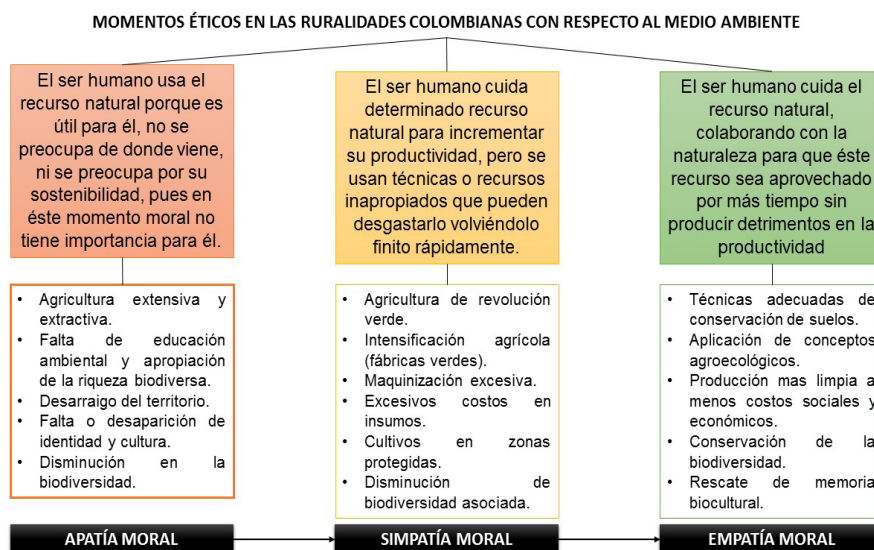 MOMENTOS ÉTICOS EN LAS RURALIDADES COLOMBIANAS CON RESPECTO AL MEDIO AMBIENTE
El ser humano usa el
recurso natural porque es
útil para él, no se
preocupa de donde viene,
ni se preocupa por su
sostenibilidad, pues en
éste momento moral no
tiene importancia para él.
• Agricultura extensiva y
extractiva.
• Falta de educación
ambiental y apropiación
de la riqueza biodiversa.
• Desarraigo del territorio.
• Falta o desaparición de
identidad y cultura.
• Disminución en la
biodiversidad.
APATÍA MORAL
El ser humano cuida
determinado recurso
natural para incrementar
su productividad, pero se
usan técnicas o recursos
inapropiados que pueden
desgastarlo volviéndolo
finito rápidamente.
• Agricultura de revolución
verde.
• Intensificación agrícola
(fábricas verdes).
• Maquinización excesiva.
• Excesivos costos en
insumos.
• Cultivos en zonas
protegidas.
• Disminución de
biodiversidad asociada.
SIMPATÍA MORAL
El ser humano cuida el
recurso natural,
colaborando con la
naturaleza para que éste
recurso sea aprovechado
por más tiempo sin
producir detrimentos en la
productividad
• Técnicas adecuadas de
conservación de suelos.
• Aplicación de conceptos
agroecológicos.
• Producción mas limpia a
menos costos sociales y
económicos.
• Conservación de la
biodiversidad.
• Rescate de memoria
biocultural.
EMPATÍA MORAL